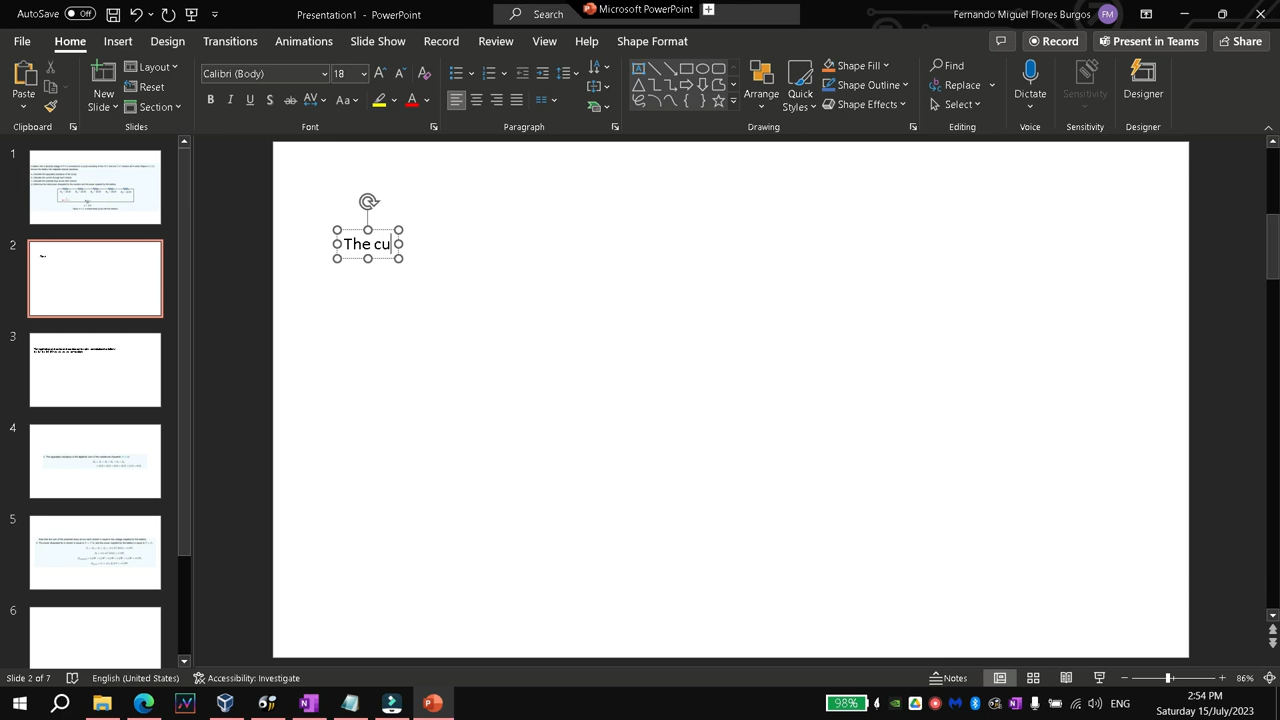 AutoSave Off Presentation1 - PowerPoint Search Microsoft PowerPoint Fernando Miguel Flores Burgos FM
File Home Insert Design Transitions Animations Slide Show Record Review View Help Shape Format Record Present in Teams Share
Paste New Slide Layout Reset Section Calibri (Body) 18 Shape Fill Shape Outline Shape Effects Arrange Quick Styles Find Replace Select Dictate Sensitivity Designer
Clipboard Slides Font Paragraph Drawing Editing Voice Sensitivity Designer
1
2
3
4
5
6
The cu
Slide 2 of 7 English (United States) Accessibility: Investigate Notes 86%
98% ENG
2:54 PM
Saturday 15/July/2023